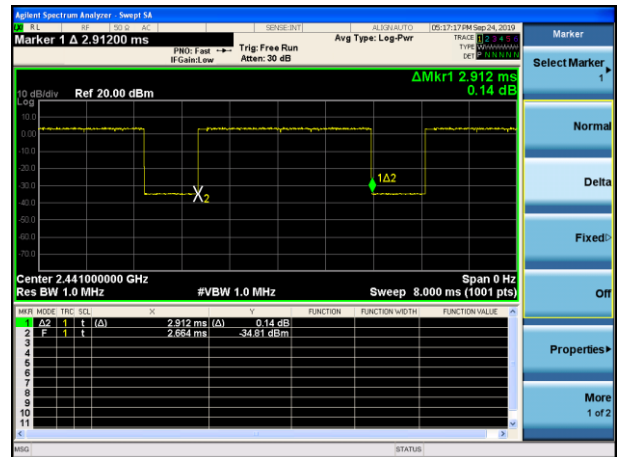 Agilent Spectrum Analyzer - Swept SA
RL RF 50 Ω AC SENSE:INT ALIGN AUTO 05:17:17 PM Sep 24, 2019
Marker 1 Δ 2.91200 ms
PNO: Fast
IFGain:Low
Trig: Free Run
Atten: 30 dB
Avg Type: Log-Pwr
TRACE 1 2 3 4 5 6
TYPE
DET P N N N N N
Marker
Select Marker
1
Normal
Delta
Fixed
Off
Properties
More
1 of 2
ΔMkr1 2.912 ms
0.14 dB
10 dB/div Ref 20.00 dBm
Log
10.0
0.00
-10.0
-20.0
-30.0
-50.0
-60.0
-70.0
X2
1Δ2
Center 2.441000000 GHz Span 0 Hz
Res BW 1.0 MHz #VBW 1.0 MHz Sweep 8.000 ms (1001 pts)
MKR MODE TRC SCL X Y FUNCTION FUNCTION WIDTH FUNCTION VALUE
1 Δ2 1 t (Δ) 2.912 ms (Δ) 0.14 dB
2 F 1 t 2.664 ms -34.81 dBm
3
4
5
6
7
8
9
10
11
MSG STATUS